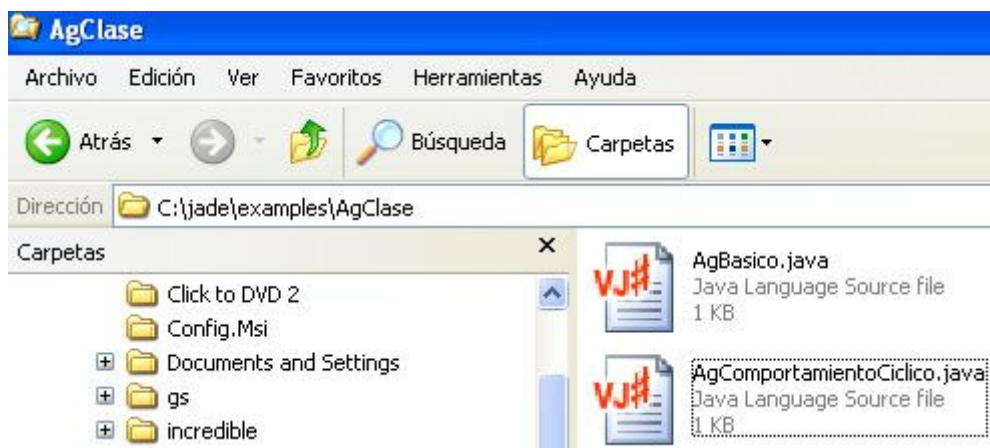 AgClase
Archivo Edición Ver Favoritos Herramientas Ayuda
Atrás Búsqueda Carpetas
Dirección C:\jade\examples\AgClase
Carpetas
Click to DVD 2
Config.Msi
Documents and Settings
gs
incredible
VJ#
AgBasico.java
Java Language Source file
1 KB
VJ#
AgComportamientoCiclico.java
Java Language Source file
1 KB